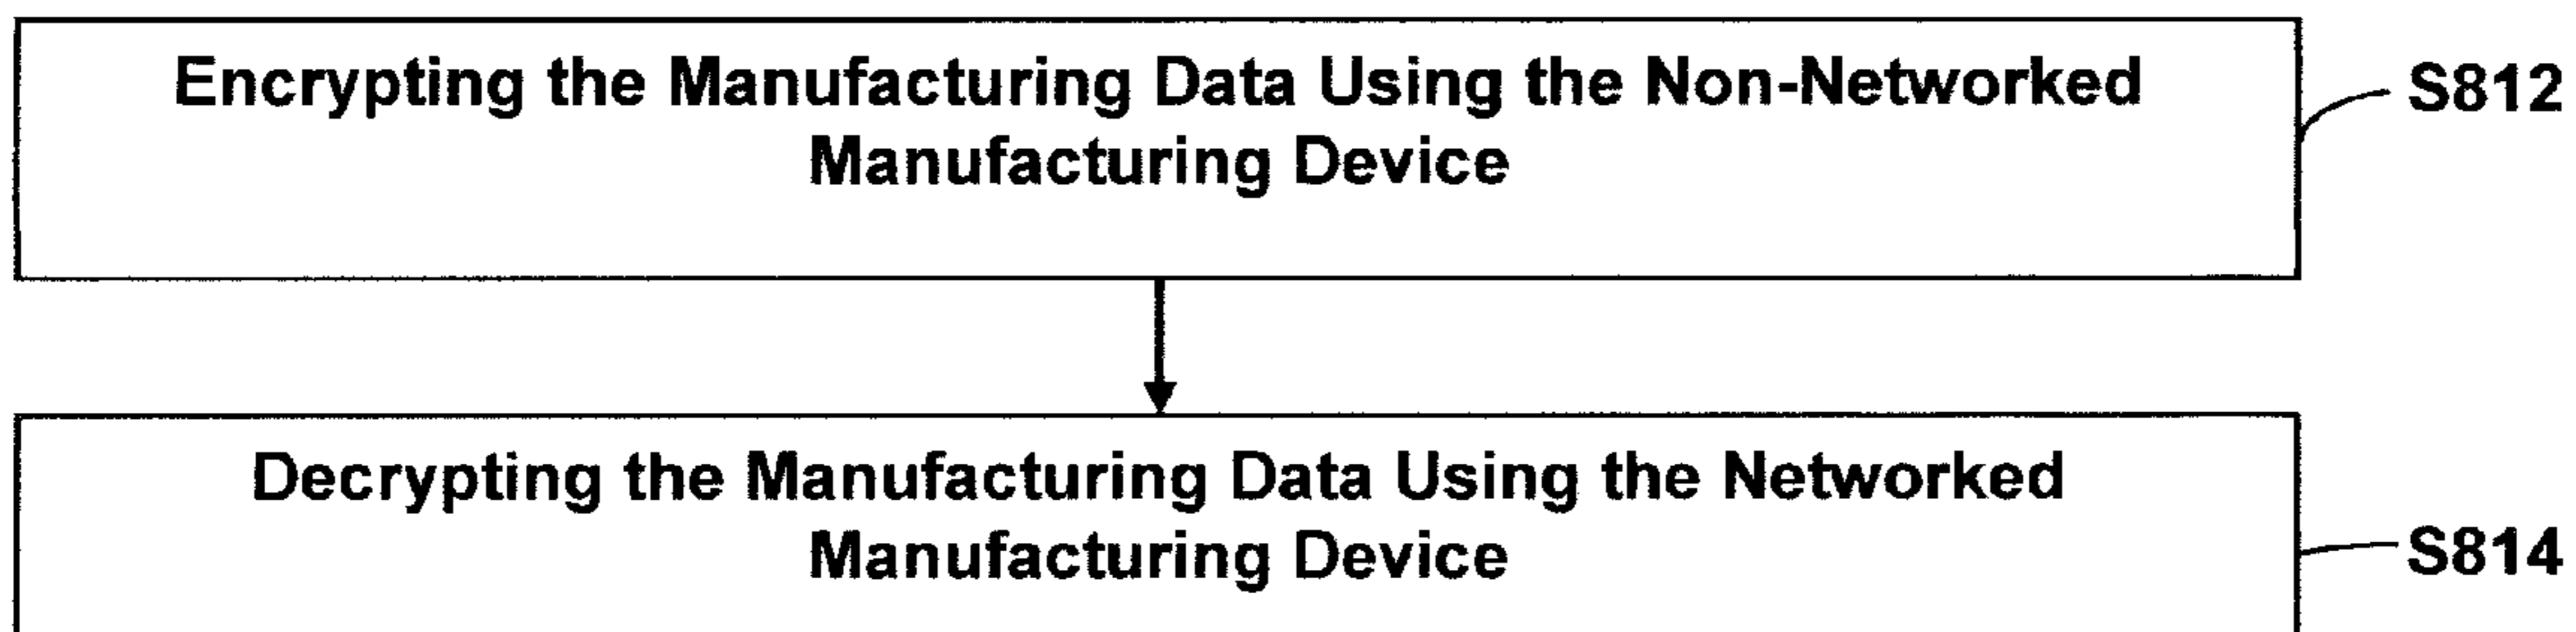 Encrypting the Manufacturing Data Using the Non-Networked
Manufacturing Device
S812
Decrypting the Manufacturing Data Using the Networked
Manufacturing Device
S814